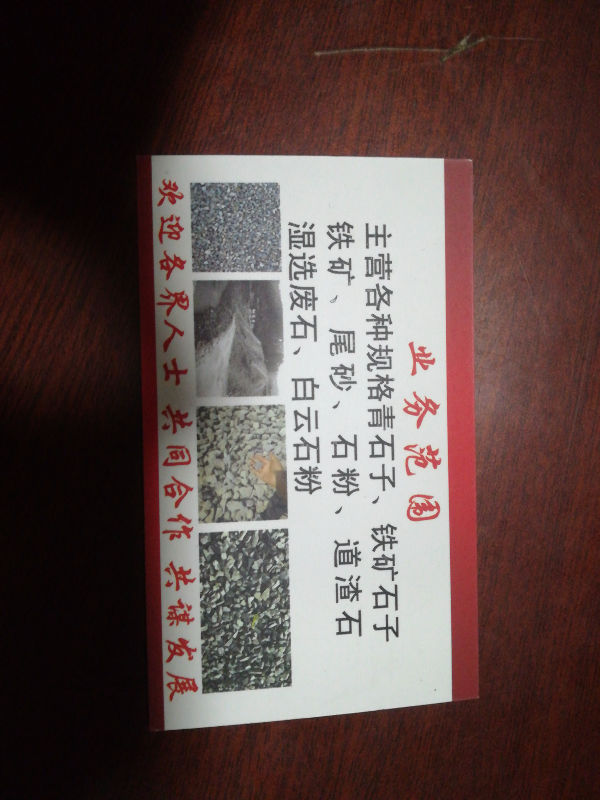 业务范围
主营各种规格青石子、铁矿石子
铁矿、尾砂、石粉、道渣石
湿选废石、白云石粉
欢迎各界人士 共同合作 共谋发展